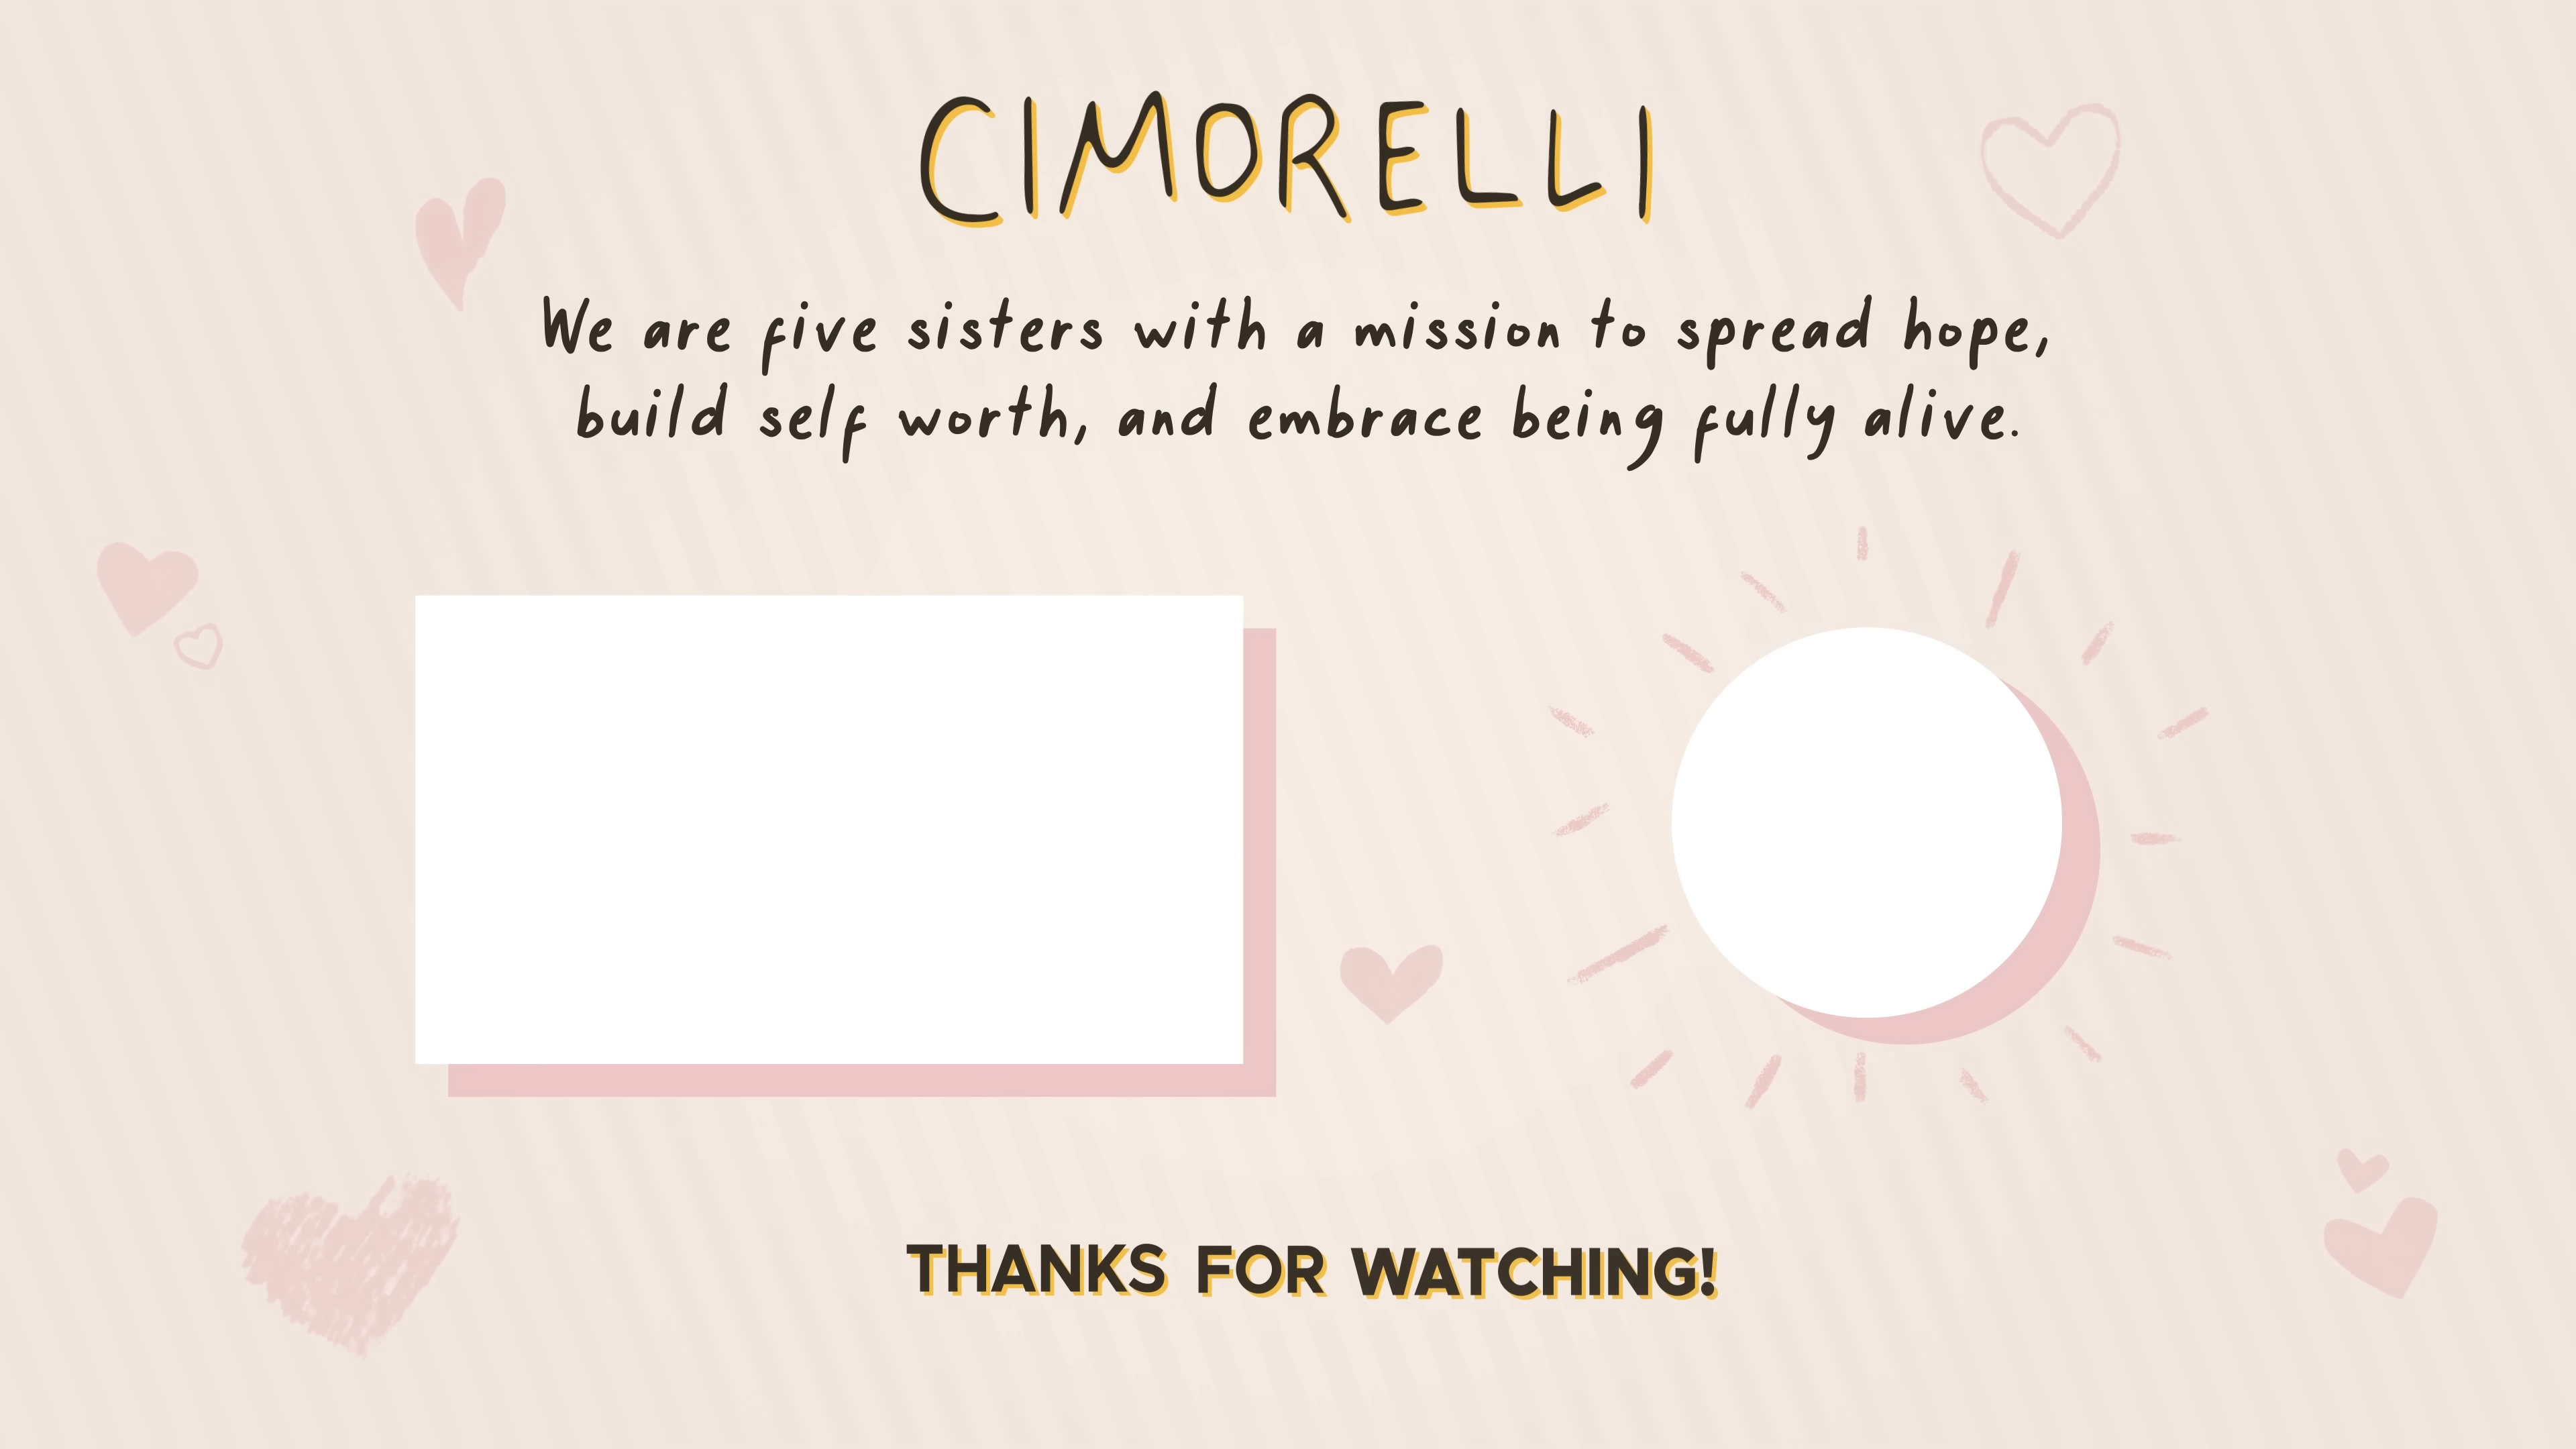 CIMORELLI
We are five sisters with a mission to spread hope,
build self worth, and embrace being fully alive.
THANKS FOR WATCHING!